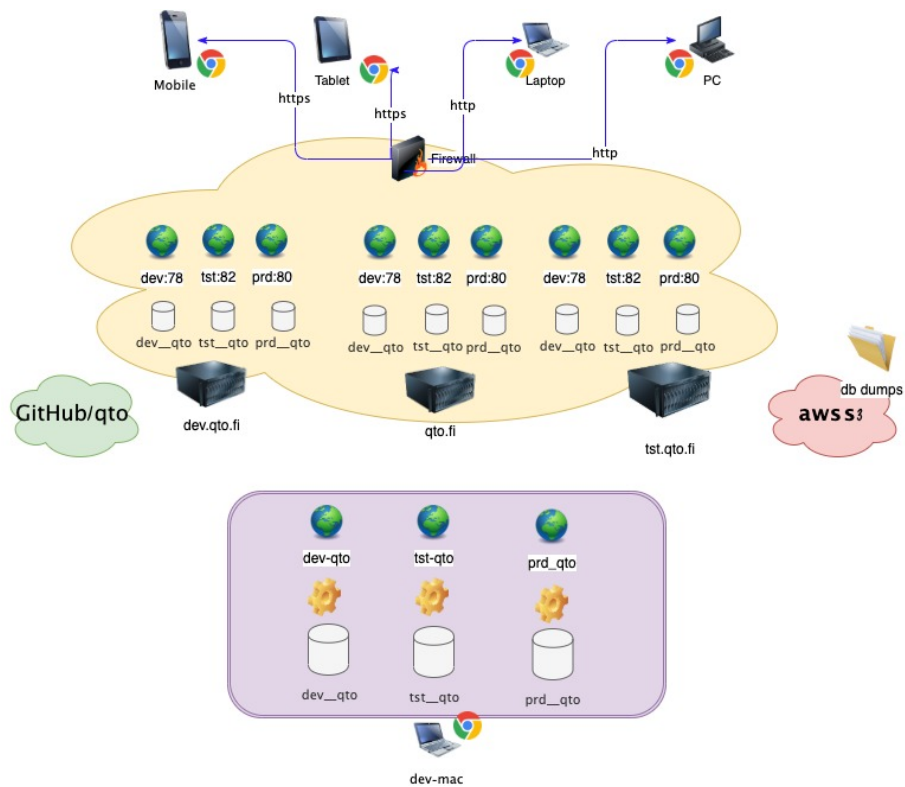 Mobile
Tablet
Laptop
PC
https
https
http
http
Firewall
dev:78
tst:82
prd:80
dev:78
tst:82
prd:80
dev:78
tst:82
prd:80
dev__qto
tst__qto
prd__qto
dev__qto
tst__qto
prd__qto
dev__qto
tst__qto
prd__qto
db dumps
GitHub/qto
dev.qto.fi
qto.fi
tst.qto.fi
aws s3
dev-qto
tst-qto
prd_qto
dev__qto
tst__qto
prd__qto
dev-mac